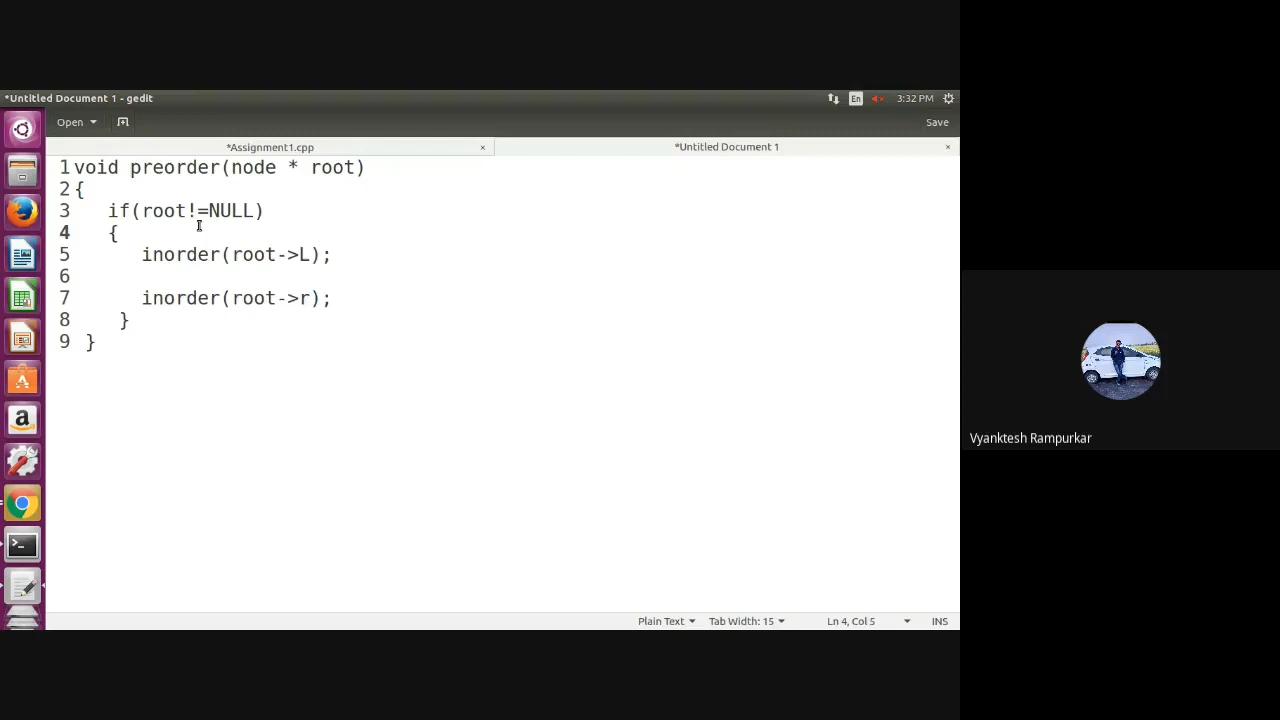 *Untitled Document 1 - gedit
En
3:32 PM
Open
Save
*Assignment1.cpp ×
*Untitled Document 1 ×
1 void preorder(node * root)
2 {
3 if(root!=NULL)
4 {
5 inorder(root->L);
6
7 inorder(root->r);
8 }
9 }
Plain Text Tab Width: 15 Ln 4, Col 5 INS
Vyanktesh Rampurkar